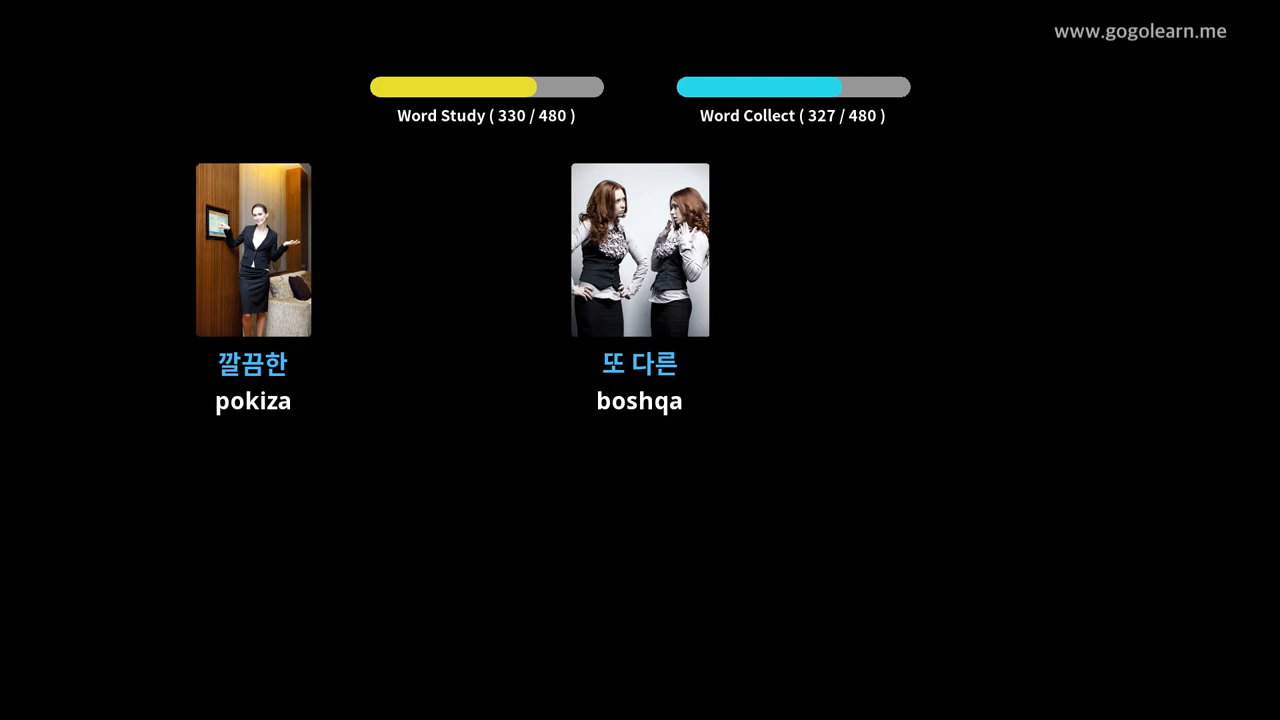 www.gogolearn.me
Word Study ( 330 / 480 )
Word Collect ( 327 / 480 )
깔끔한
pokiza
또 다른
boshqa